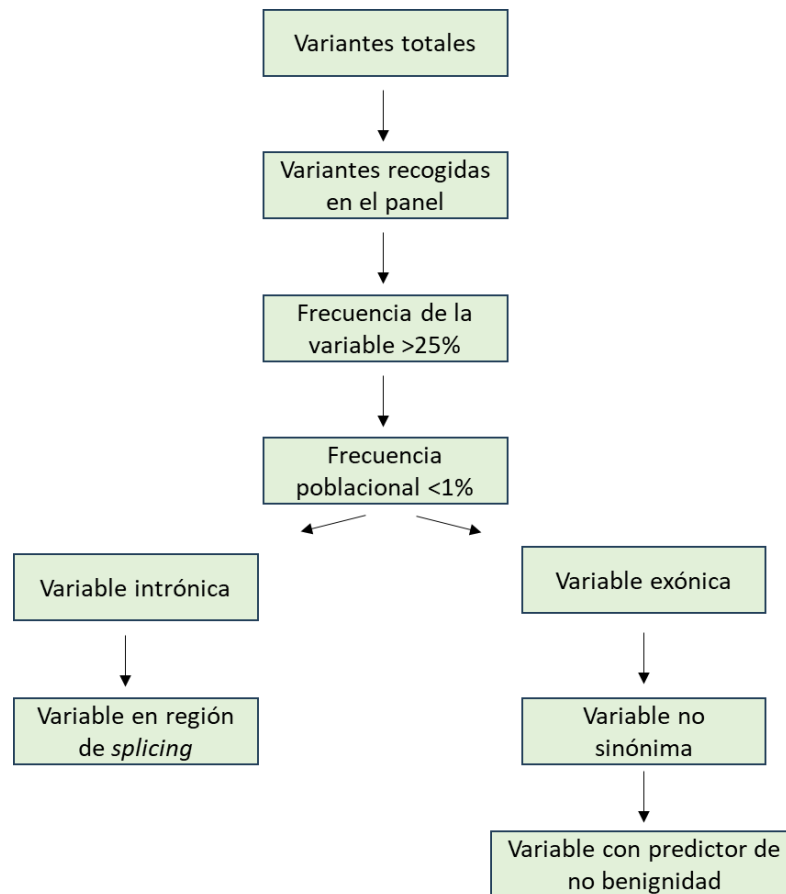 Variantes totales
Variantes recogidas
en el panel
Frecuencia de la
variable >25%
Frecuencia
poblacional <1%
Variable intrónica
Variable exónica
Variable en región
de splicing
Variable no
sinónima
Variable con predictor de
no benignidad